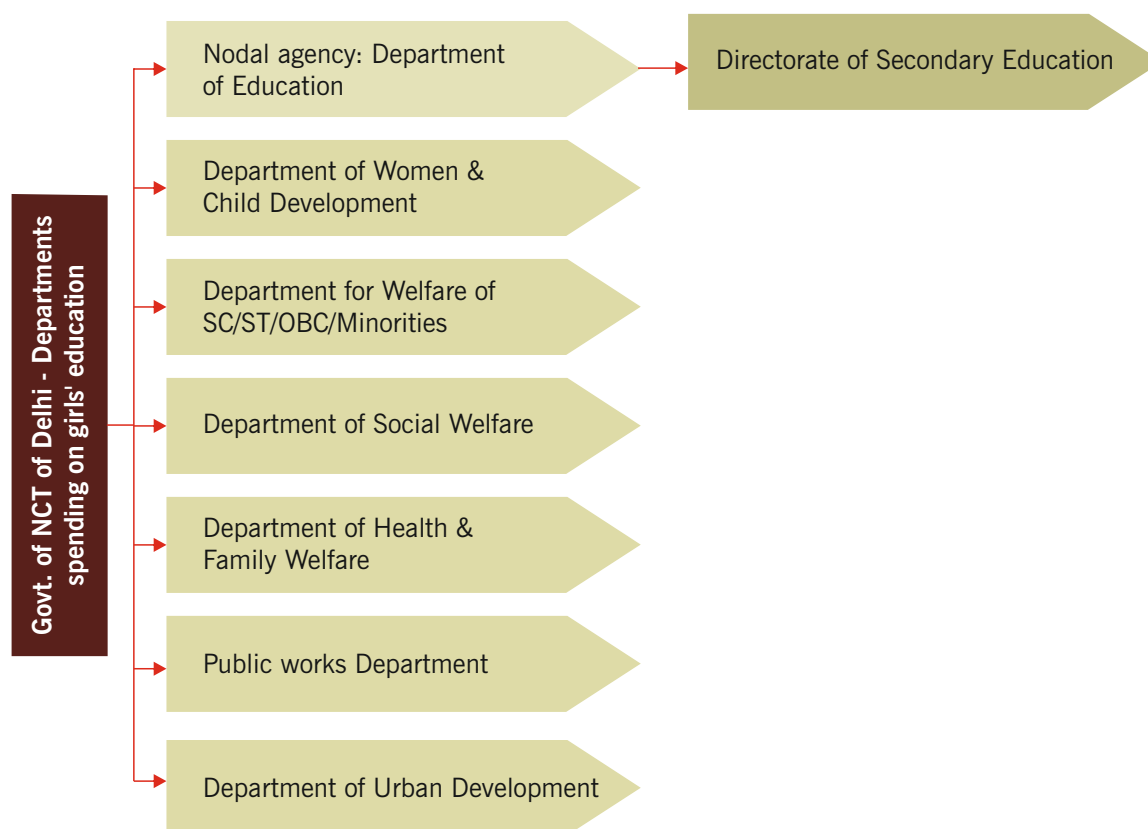 Govt. of NCT of Delhi - Departments
spending on girls' education
Nodal agency: Department
of Education
Directorate of Secondary Education
Department of Women &
Child Development
Department for Welfare of
SC/ST/OBC/Minorities
Department of Social Welfare
Department of Health &
Family Welfare
Public works Department
Department of Urban Development